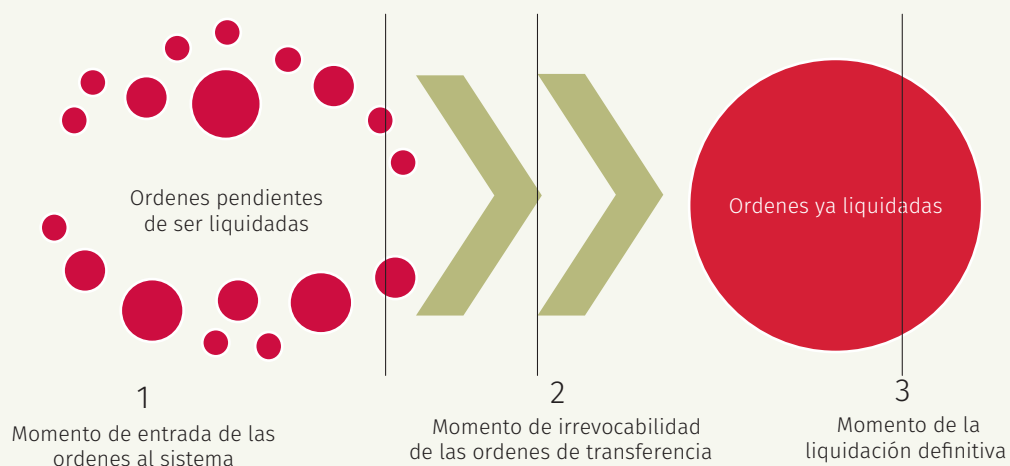 Ordenes pendientes
de ser liquidadas
Ordenes ya liquidadas
1
Momento de entrada de las
ordenes al sistema
2
Momento de irrevocabilidad
de las ordenes de transferencia
3
Momento de la
liquidación definitiva